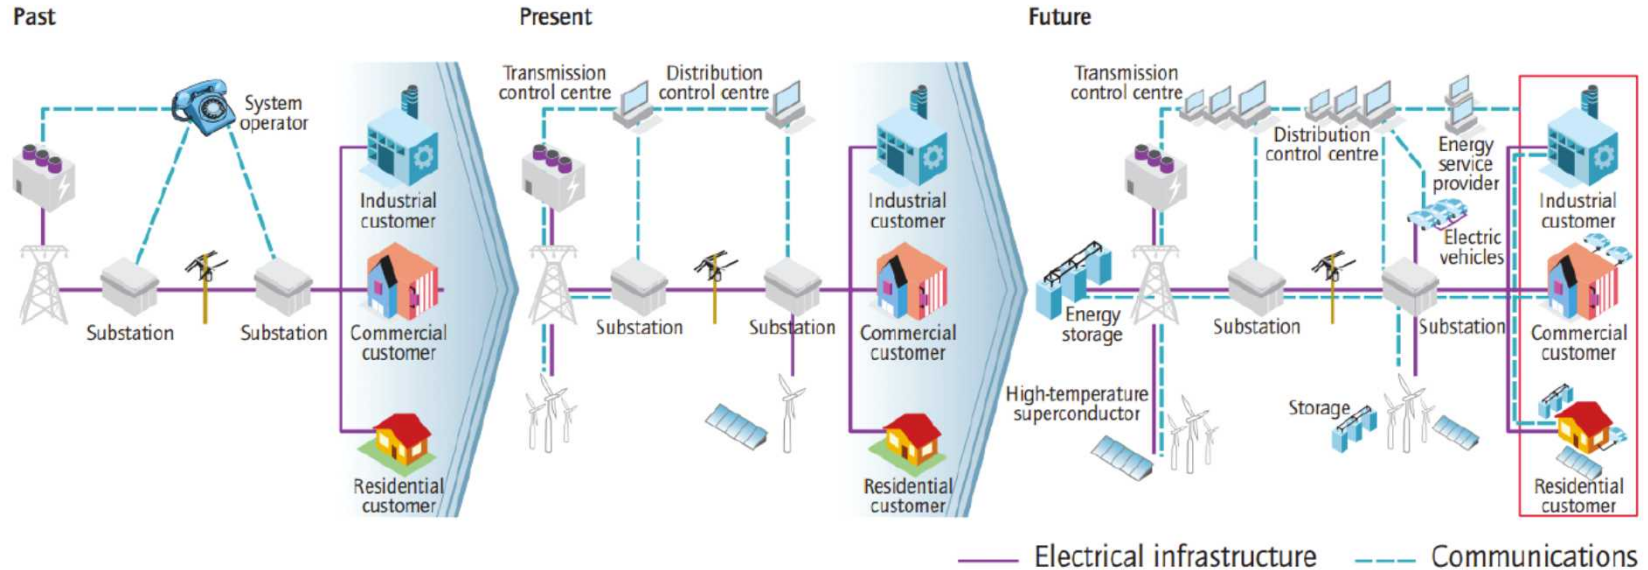 Past
System
operator
Substation
Substation
Industrial
customer
Commercial
customer
Residential
customer
Present
Transmission
control centre
Distribution
control centre
Substation
Substation
Industrial
customer
Commercial
customer
Residential
customer
Future
Transmission
control centre
Distribution
control centre
Energy
service
provider
Electric
vehicles
Energy
storage
Substation
Substation
High-temperature
superconductor
Storage
Industrial
customer
Commercial
customer
Residential
customer
Electrical infrastructure
Communications